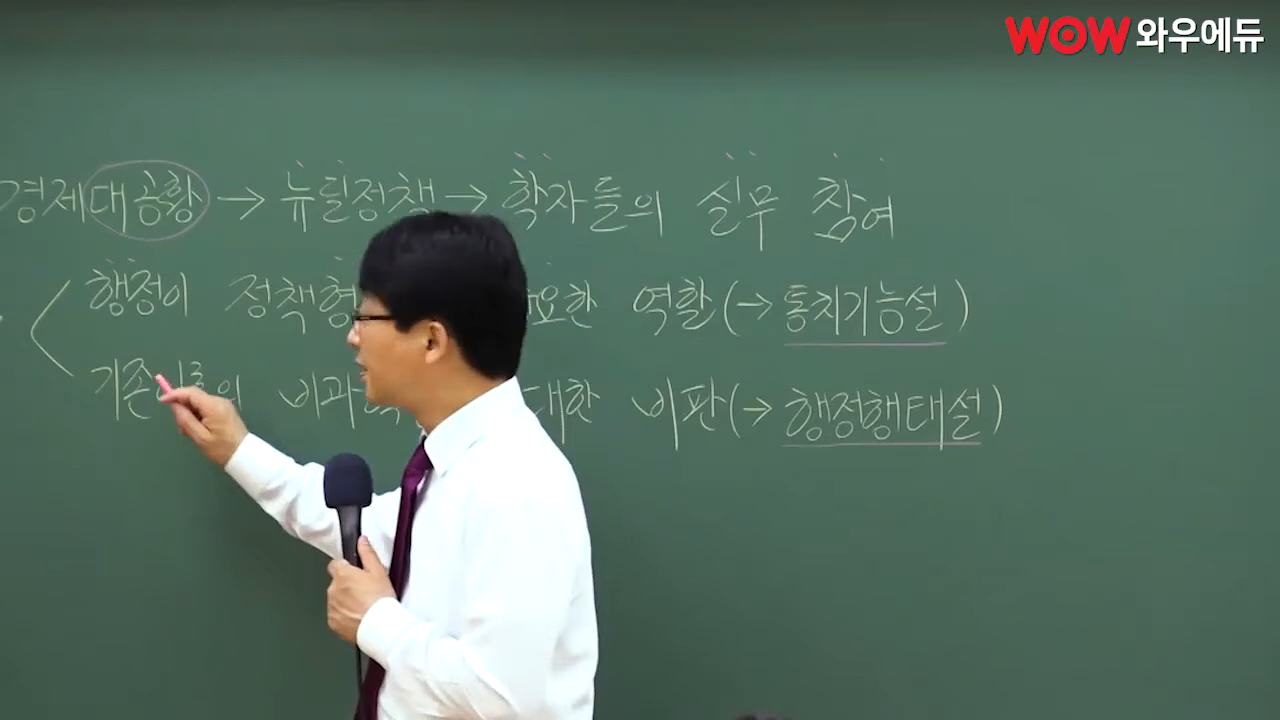 WOW 와우에듀
경제대공황 → 뉴딜정책 → 학자들의 실무 참여
행정이 정책형 요한 역할(→ 통치기능설)
기존이론의 비과 대한 비판(→ 행정행태설)